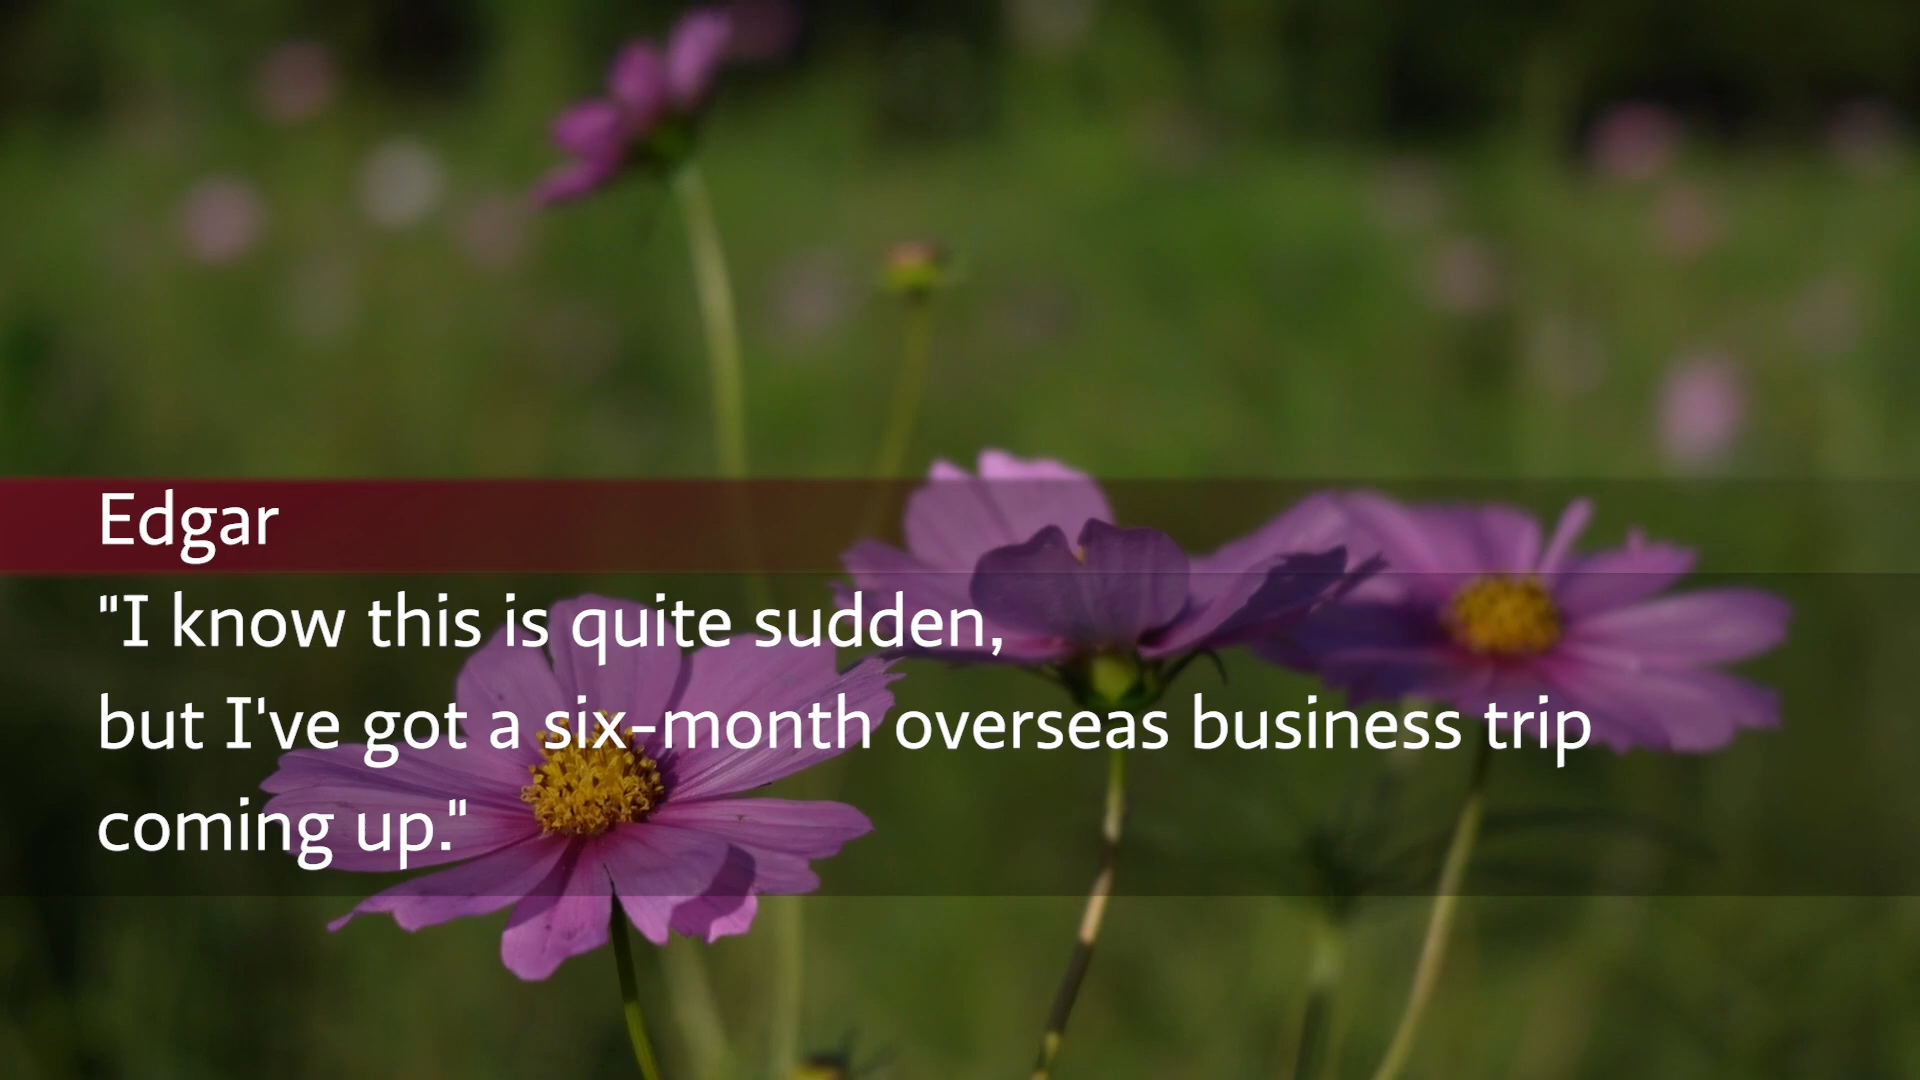 Edgar
"I know this is quite sudden,
but I've got a six-month overseas business trip
coming up."